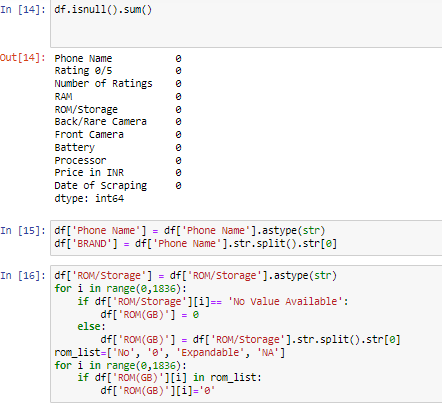 In [14]: df.isnull().sum()
Out[14]: Phone Name 0
Rating 0/5 0
Number of Ratings 0
RAM 0
ROM/Storage 0
Back/Rare Camera 0
Front Camera 0
Battery 0
Processor 0
Price in INR 0
Date of Scraping 0
dtype: int64
In [15]: df['Phone Name'] = df['Phone Name'].astype(str)
df['BRAND'] = df['Phone Name'].str.split().str[0]
In [16]: df['ROM/Storage'] = df['ROM/Storage'].astype(str)
for i in range(0,1836):
    if df['ROM/Storage'][i]== 'No Value Available':
        df['ROM(GB)'] = 0
    else:
        df['ROM(GB)'] = df['ROM/Storage'].str.split().str[0]
rom_list=['No', '0', 'Expandable', 'NA']
for i in range(0,1836):
    if df['ROM(GB)'][i] in rom_list:
        df['ROM(GB)'][i]='0'